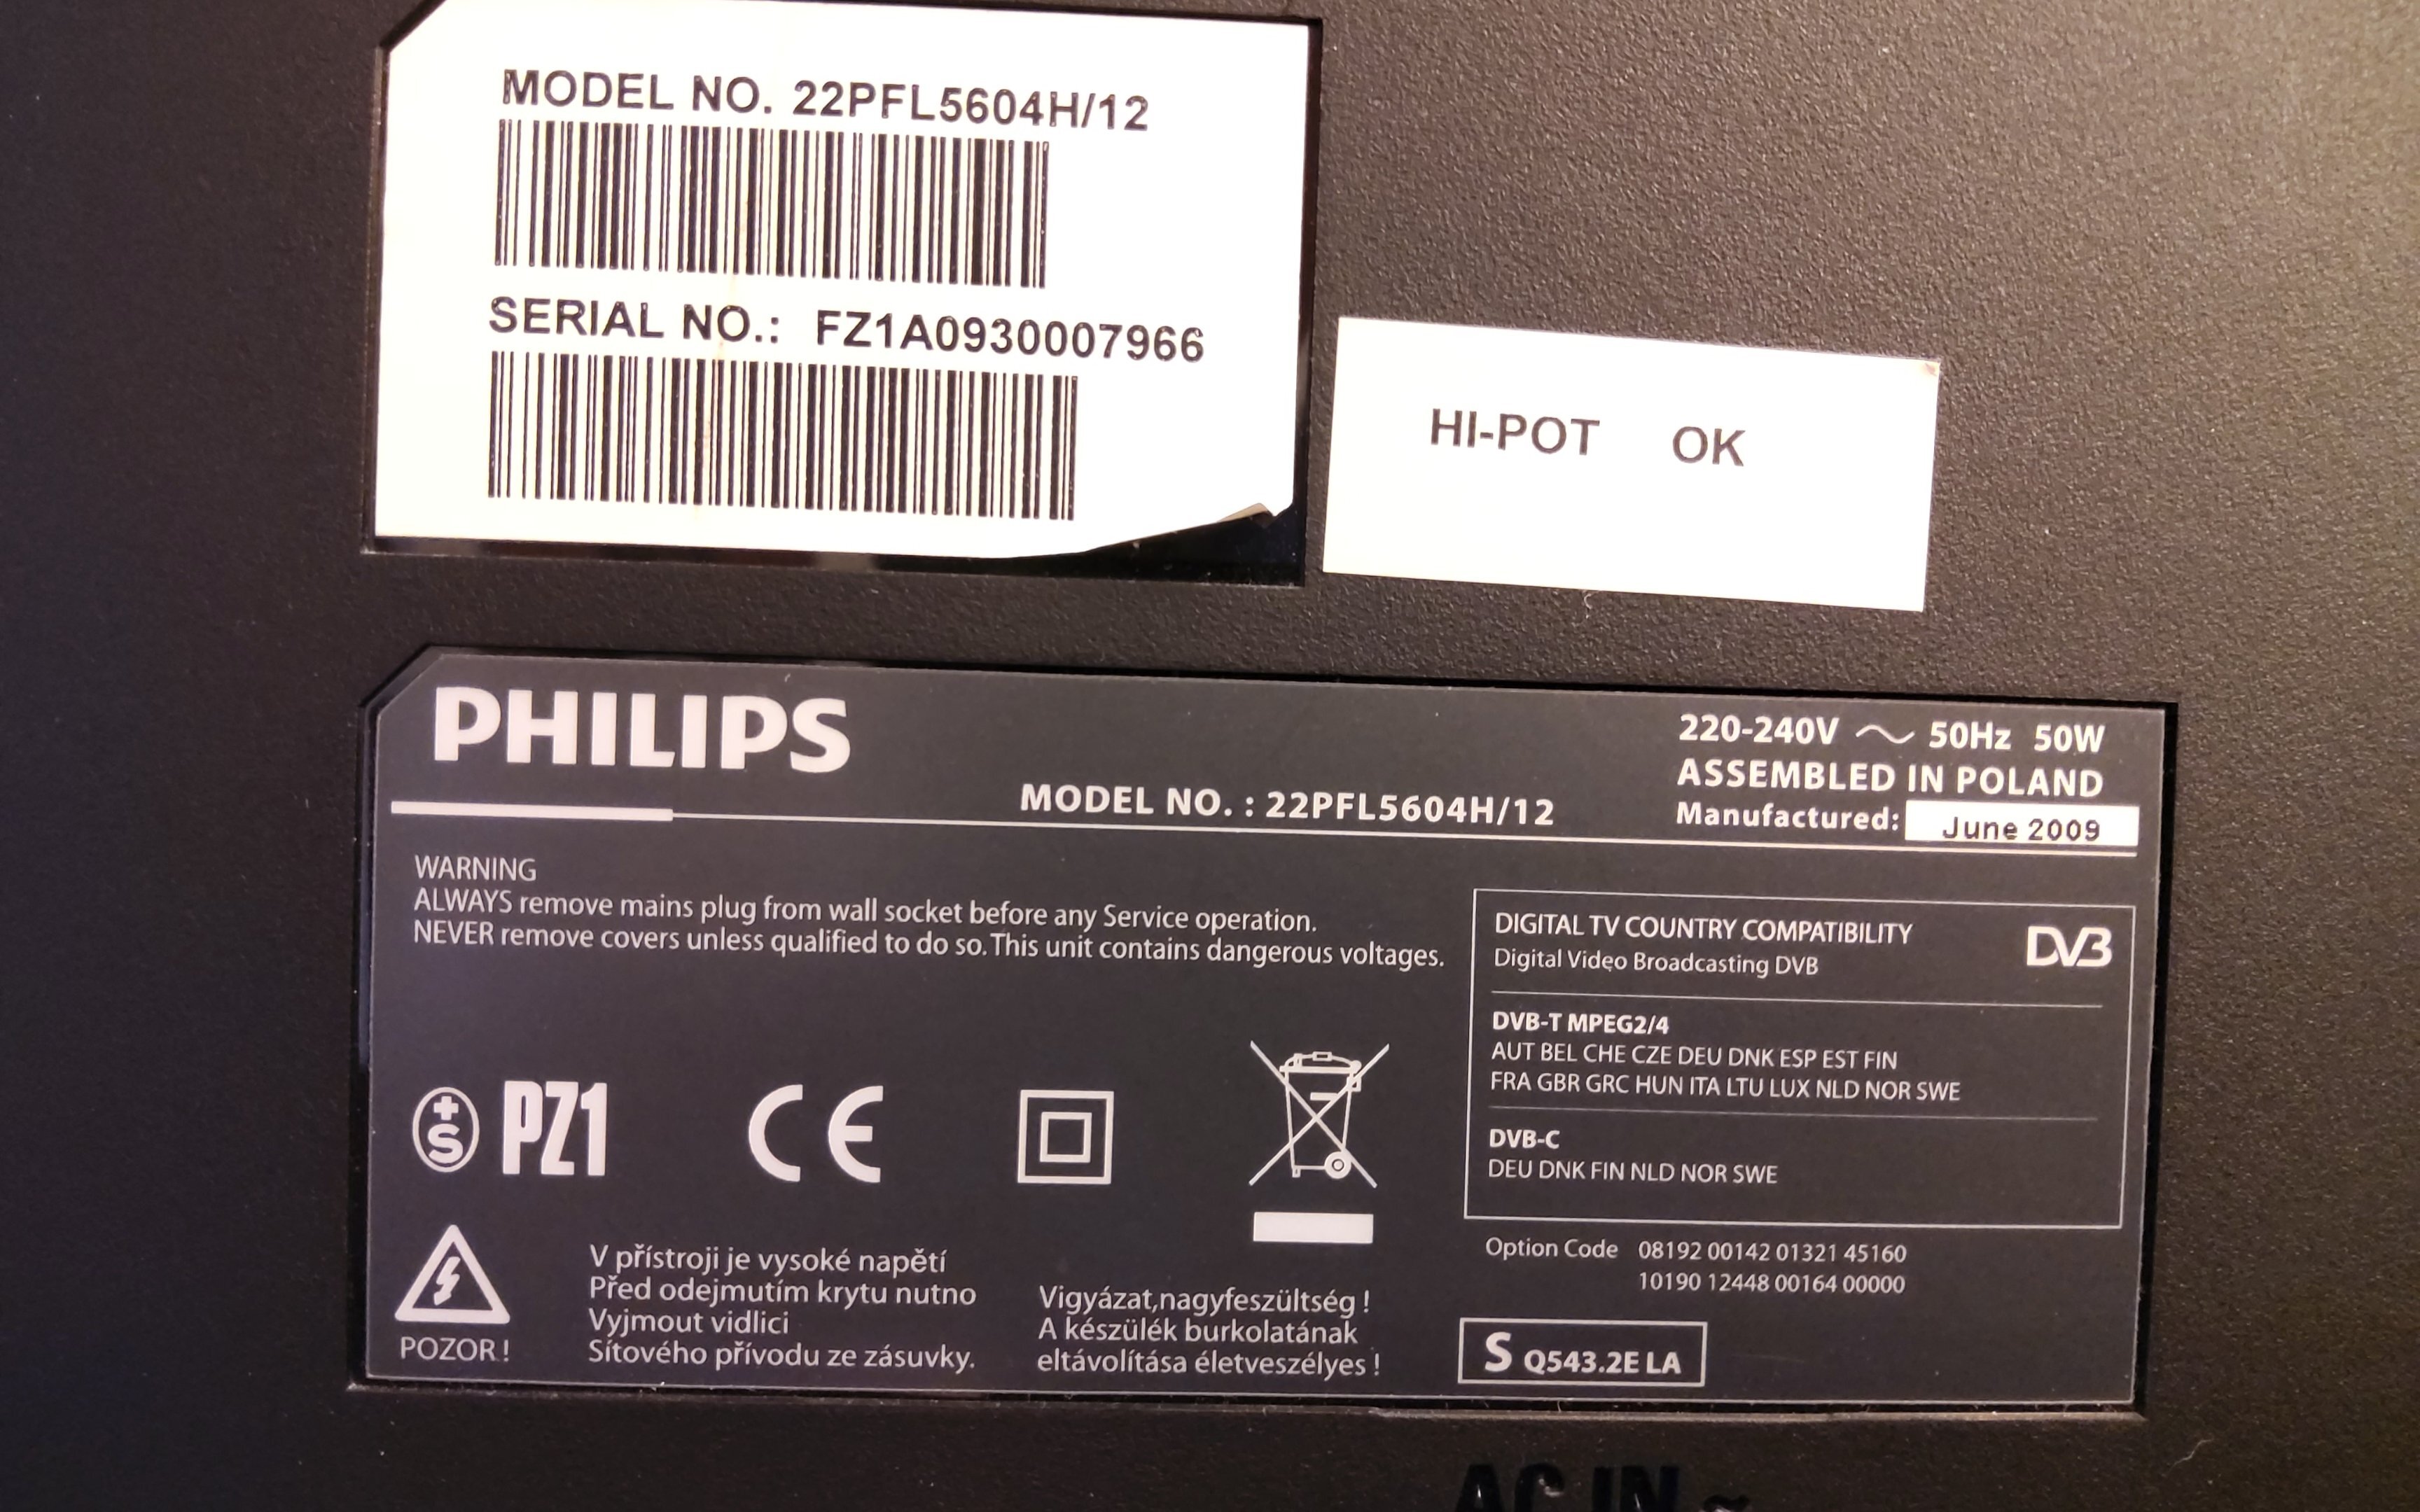 MODEL NO. 22PFL5604H/12
SERIAL NO.: FZ1A0930007966
HI-POT OK
PHILIPS
MODEL NO. : 22PFL5604H/12
220-240V ~ 50Hz 50W
ASSEMBLED IN POLAND
Manufactured: June 2009
WARNING
ALWAYS remove mains plug from wall socket before any Service operation.
NEVER remove covers unless qualified to do so. This unit contains dangerous voltages.
DIGITAL TV COUNTRY COMPATIBILITY
Digital Video Broadcasting DVB
DVB
DVB-T MPEG2/4
AUT BEL CHE CZE DEU DNK ESP EST FIN
FRA GBR GRC HUN ITA LTU LUX NLD NOR SWE
DVB-C
DEU DNK FIN NLD NOR SWE
+S PZ1
CE
POZOR !
V přístroji je vysoké napětí
Před odejmutím krytu nutno
Vyjmout vidlici
Sítového přívodu ze zásuvky.
Vigyázat,nagyfeszültség !
A készülék burkolatának
eltávolítása életveszélyes !
Option Code 08192 00142 01321 45160
10190 12448 00164 00000
S Q543.2E LA
AC IN ~